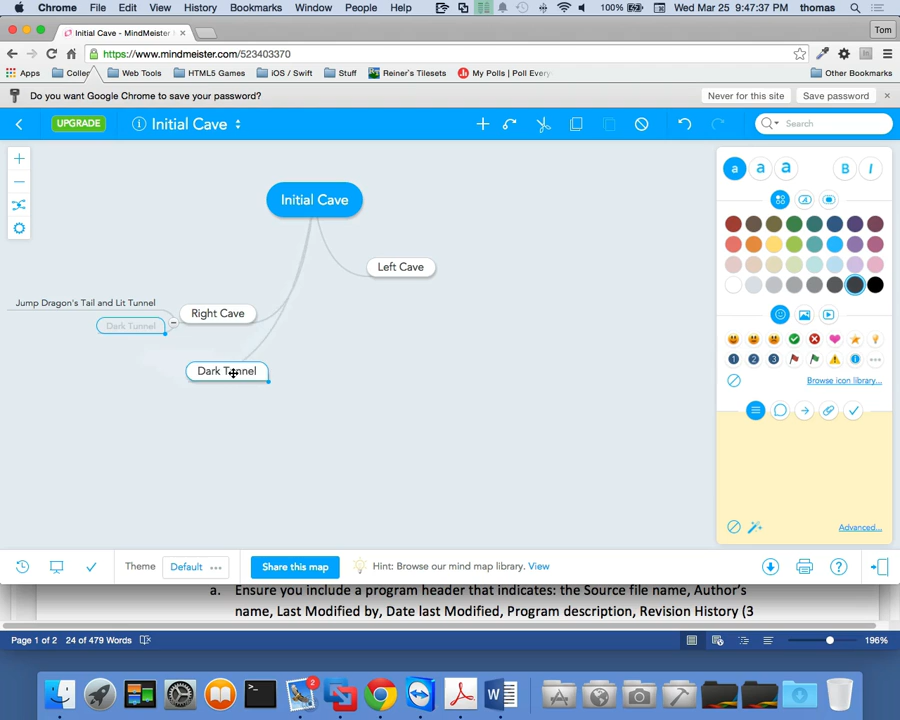 Chrome File Edit View History Bookmarks Window People Help 100% Wed Mar 25 9:47:37 PM thomas
Initial Cave - MindMeister Tom
https://www.mindmeister.com/523403370
Apps Collec Web Tools HTML5 Games iOS / Swift Stuff Reiner's Tilesets My Polls | Poll Every Other Bookmarks
Do you want Google Chrome to save your password? Never for this site Save password
UPGRADE Initial Cave Search
a a a B I
Initial Cave
Left Cave
Jump Dragon's Tail and Lit Tunnel
Right Cave
Dark Tunnel
Dark Tunnel
1 2 3
Browse icon library...
Advanced...
Theme Default Share this map Hint: Browse our mind map library. View
a. Ensure you include a program header that indicates: the Source file name, Author's
name, Last Modified by, Date last Modified, Program description, Revision History (3
Page 1 of 2 24 of 479 Words 196%
2